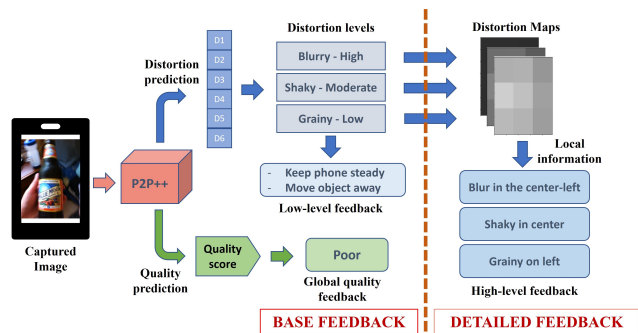 Distortion levels
Distortion Maps
Distortion
prediction
D1
D2
D3
D4
D5
D6
Blurry - High
Shaky - Moderate
Grainy - Low
Local
information
P2P++
- Keep phone steady
- Move object away
Low-level feedback
Blur in the center-left
Shaky in center
Grainy on left
High-level feedback
Captured
Image
Quality
prediction
Quality
score
Poor
Global quality
feedback
BASE FEEDBACK
DETAILED FEEDBACK